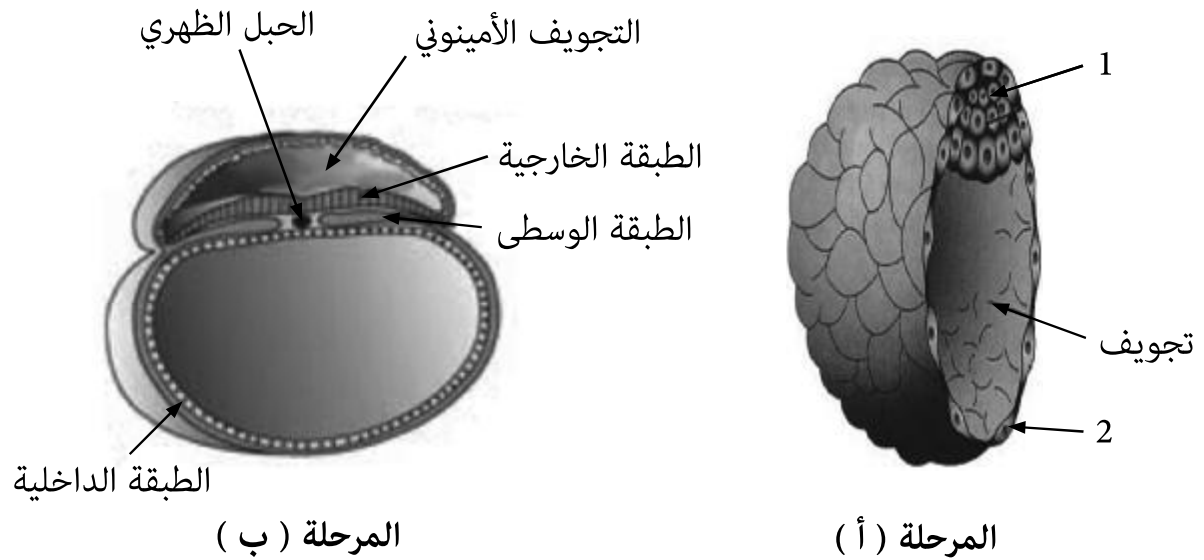 الحبل الظهري
التجويف الأمينوني
الطبقة الخارجية
الطبقة الوسطى
الطبقة الداخلية
المرحلة ( ب )
1
تجويف
2
المرحلة ( أ )